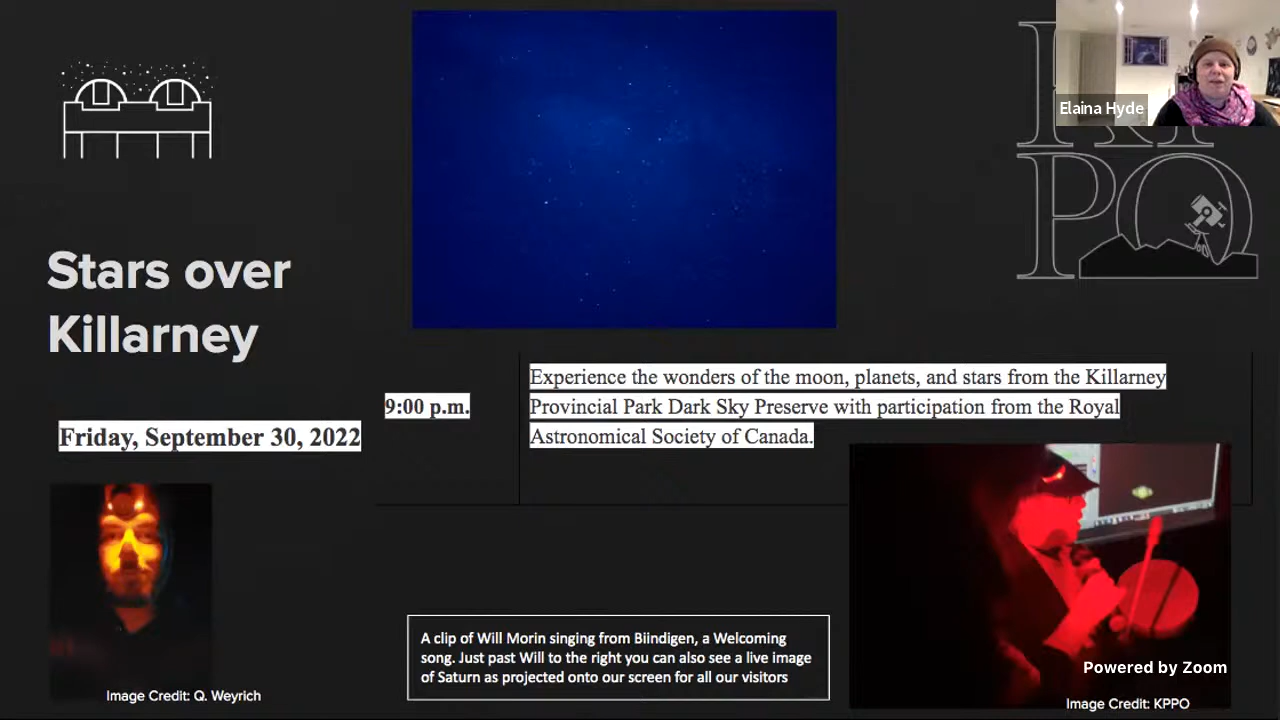 Elaina Hyde
PO
Stars over
Killarney
Experience the wonders of the moon, planets, and stars from the Killarney
9:00 p.m.
Provincial Park Dark Sky Preserve with participation from the Royal
Astronomical Society of Canada.
Friday, September 30, 2022
A clip of Will Morin singing from Biindigen, a Welcoming
song. Just past Will to the right you can also see a live image
of Saturn as projected onto our screen for all our visitors
Powered by Zoom
Image Credit: Q. Weyrich
Image Credit: KPPO